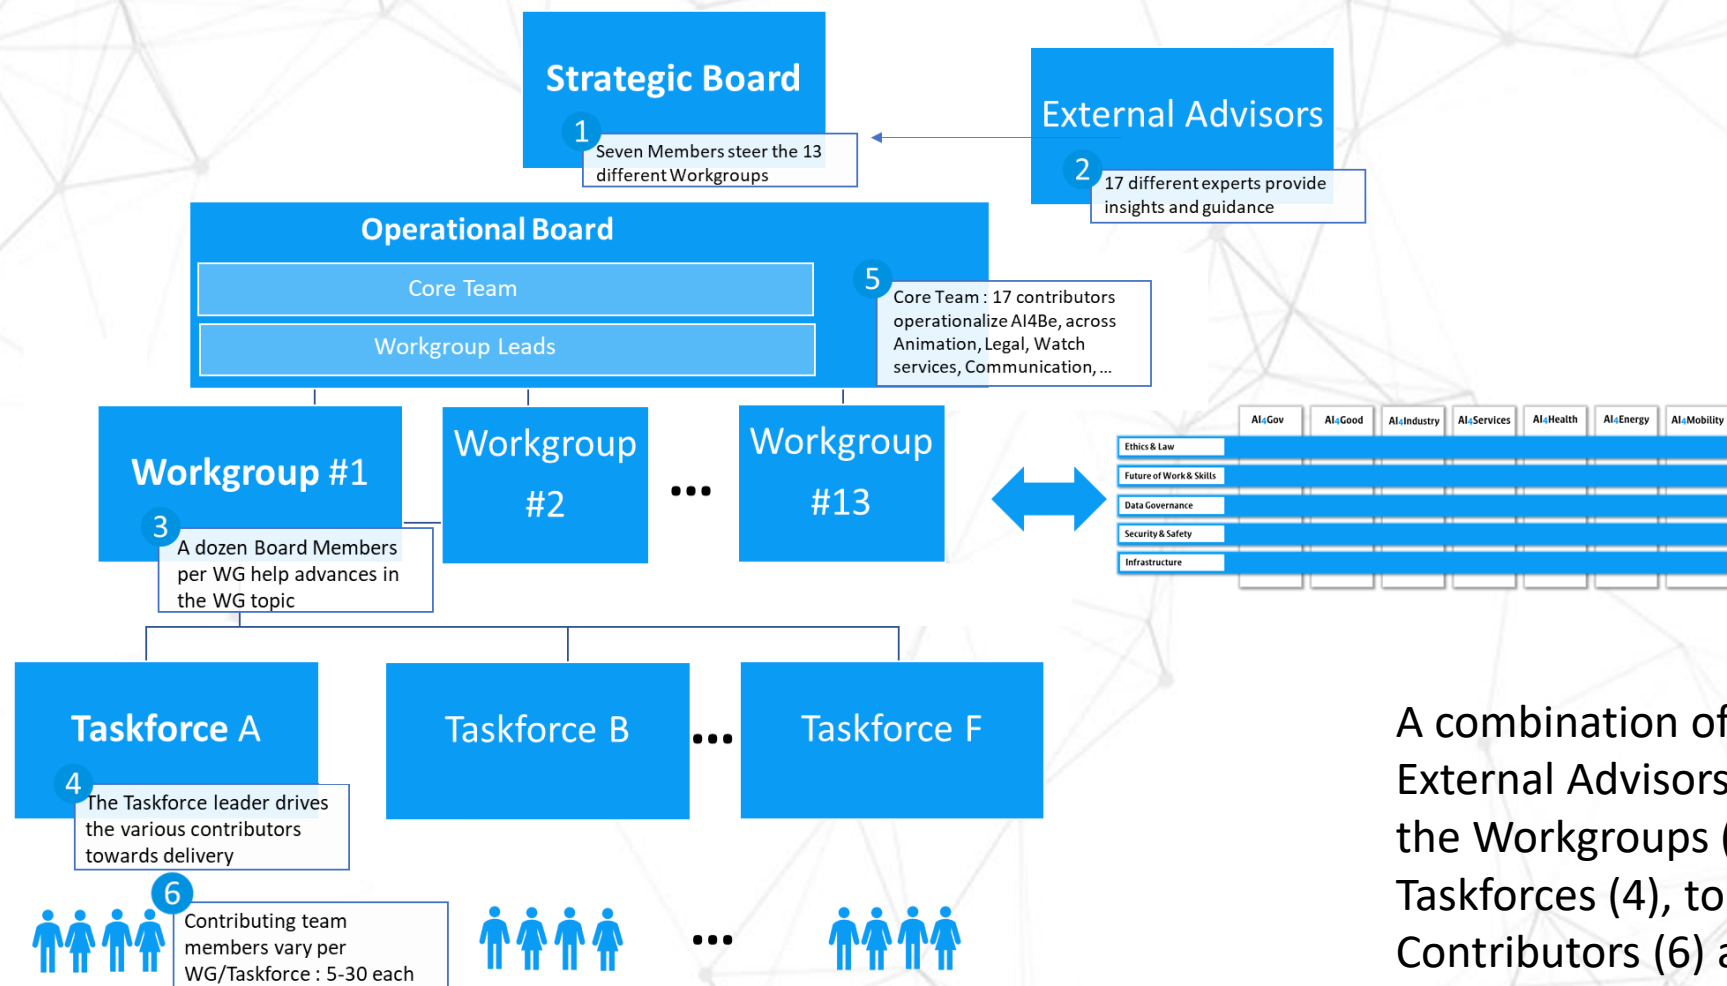 Strategic Board
1
Seven Members steer the 13
different Workgroups
External Advisors
2
17 different experts provide
insights and guidance
Operational Board
Core Team
Workgroup Leads
5
Core Team : 17 contributors
operationalize AI4Be, across
Animation, Legal, Watch
services, Communication, ...
Workgroup #1
3
A dozen Board Members
per WG help advances in
the WG topic
Workgroup
#2
...
Workgroup
#13
AI4Gov AI4Good AI4Industry AI4Services AI4Health AI4Energy AI4Mobility
Ethics & Law
Future of Work & Skills
Data Governance
Security & Safety
Infrastructure
Taskforce A
4
The Taskforce leader drives
the various contributors
towards delivery
Taskforce B
...
Taskforce F
6
Contributing team
members vary per
WG/Taskforce : 5-30 each
...
A combination of
External Advisors
the Workgroups (
Taskforces (4), to
Contributors (6) a